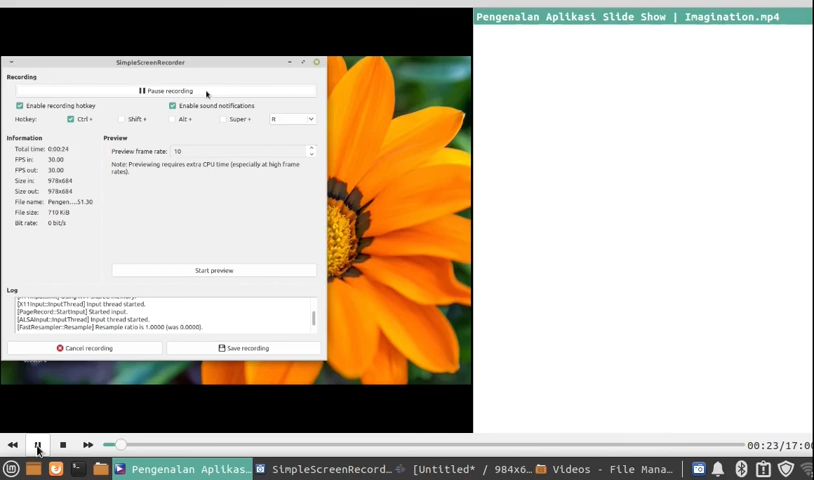 Pengenalan Aplikasi Slide Show | Imagination.mp4
SimpleScreenRecorder
Recording
Pause recording
Enable recording hotkey
Enable sound notifications
Hotkey: Ctrl + Shift + Alt + Super + R
Information
Total time: 0:00:24
FPS in: 30.00
FPS out: 30.00
Size in: 978x684
Size out: 978x684
File name: Pengen....51.30
File size: 710 KiB
Bit rate: 0 bit/s
Preview
Preview frame rate: 10
Note: Previewing requires extra CPU time (especially at high frame
rates).
Start preview
Log
[X11Input::InputThread] Input thread started.
[PageRecord::StartInput] Started input.
[ALSAInput::InputThread] Input thread started.
[FastResampler::Resample] Resample ratio is 1.0000 (was 0.0000).
Cancel recording
Save recording
00:23/17:0
Pengenalan Aplikas...
SimpleScreenRecord...
[Untitled* / 984x6...
Videos - File Mana...